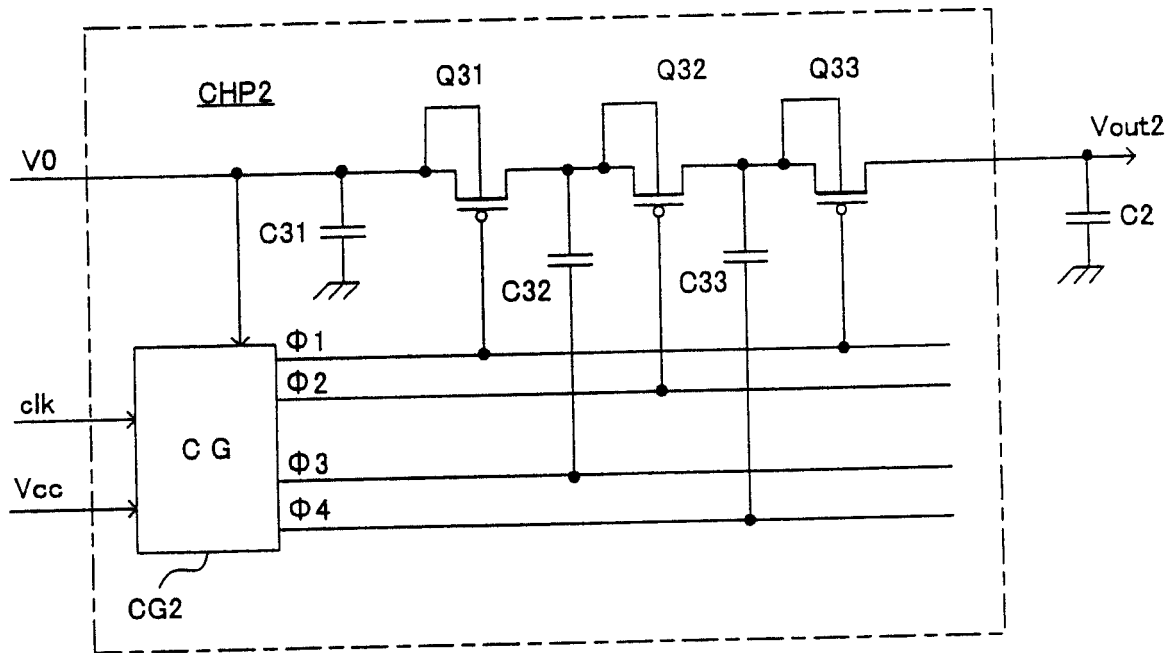 Q31
Q32
Q33
CHP2
Vout2
V0
C31
C2
C32
C33
Φ1
Φ2
clk
C G
Φ3
Vcc
Φ4
CG2